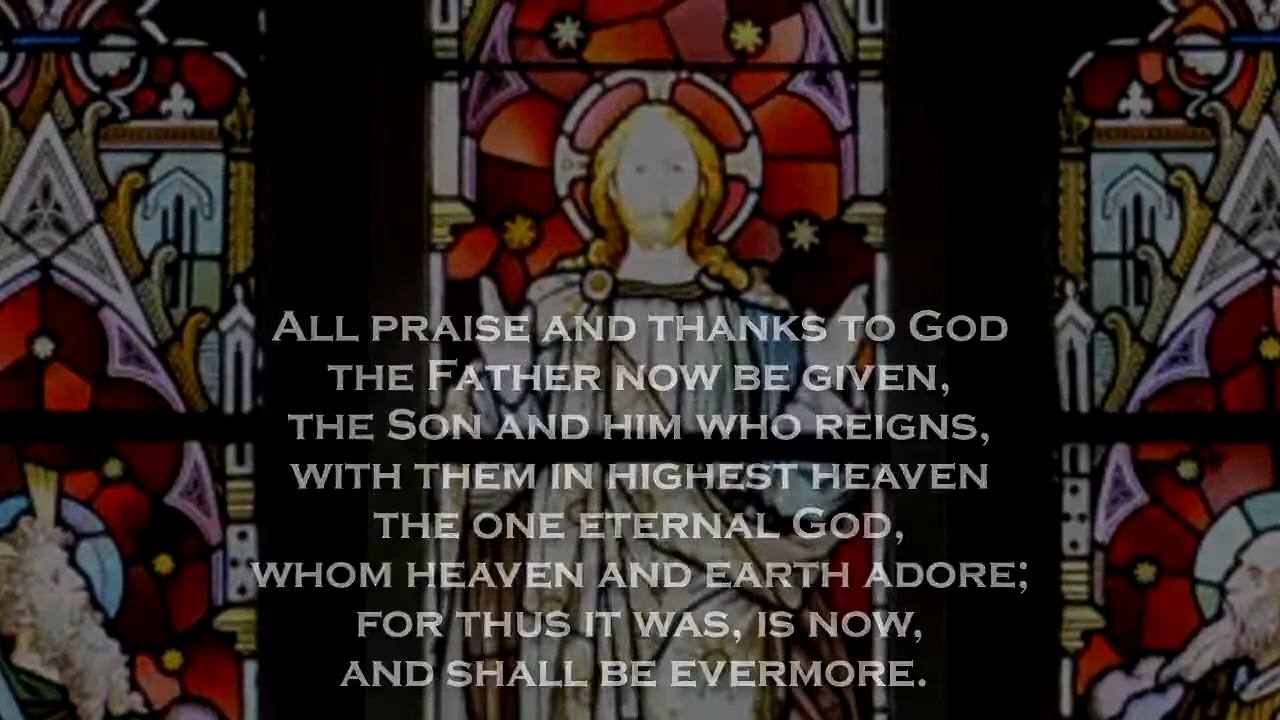 All praise and thanks to God
the Father now be given,
the Son and him who reigns,
with them in highest heaven
the one eternal God,
whom heaven and earth adore;
for thus it was, is now,
and shall be evermore.